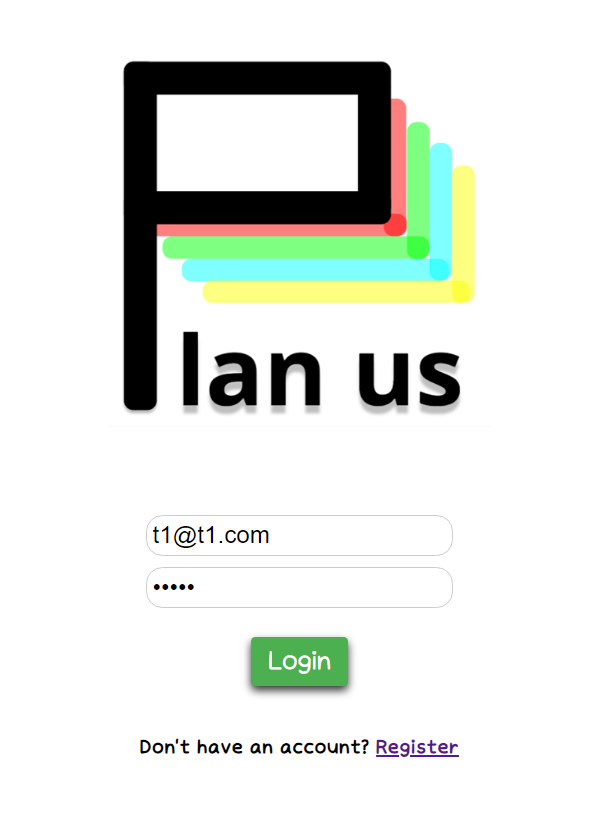 Plan us
t1@t1.com
•••••
Login
Don't have an account? Register